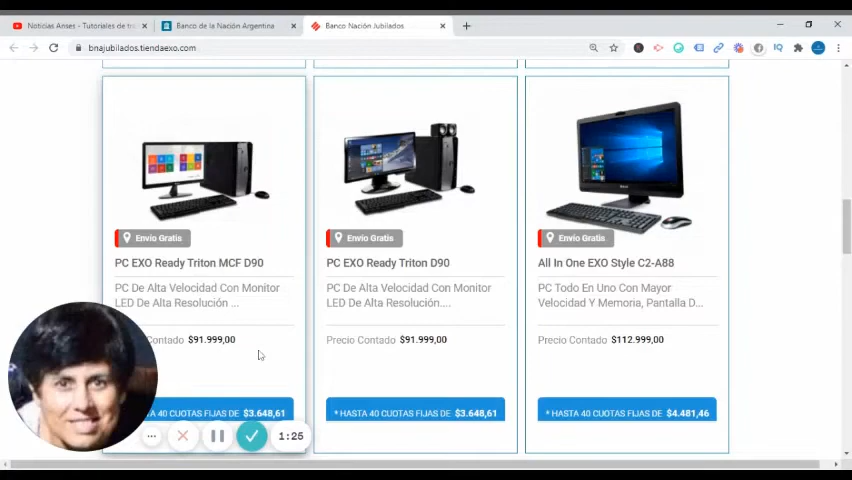 Noticias Anses - Tutoriales de tr
Banco de la Nación Argentina
Banco Nación Jubilados
bnajubilados.tiendaexo.com
Envío Gratis
PC EXO Ready Triton MCF D90
PC De Alta Velocidad Con Monitor
LED De Alta Resolución ...
Contado $91.999,00
HASTA 40 CUOTAS FIJAS DE $3.648,61
Envío Gratis
PC EXO Ready Triton D90
PC De Alta Velocidad Con Monitor
LED De Alta Resolución....
Precio Contado $91.999,00
* HASTA 40 CUOTAS FIJAS DE $3.648,61
Envío Gratis
All In One EXO Style C2-A88
PC Todo En Uno Con Mayor
Velocidad Y Memoria, Pantalla D...
Precio Contado $112.999,00
* HASTA 40 CUOTAS FIJAS DE $4.481,46
1:25